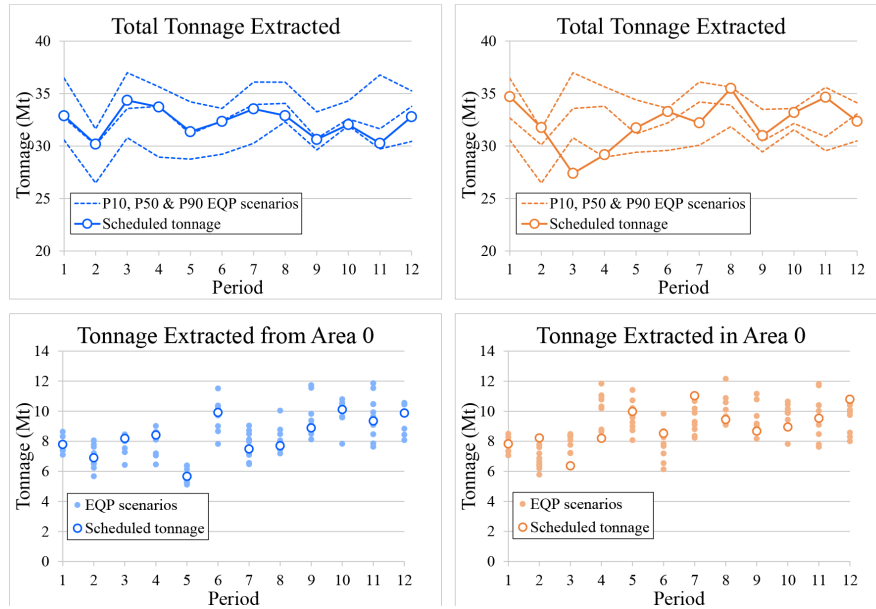 Total Tonnage Extracted
40
35
30
25
20
Tonnage (Mt)
P10, P50 & P90 EQP scenarios
Scheduled tonnage
1 2 3 4 5 6 7 8 9 10 11 12
Period
Total Tonnage Extracted
40
35
30
25
20
Tonnage (Mt)
P10, P50 & P90 EQP scenarios
Scheduled tonnage
1 2 3 4 5 6 7 8 9 10 11 12
Period
Tonnage Extracted from Area 0
14
12
10
8
6
4
2
0
Tonnage (Mt)
EQP scenarios
Scheduled tonnage
1 2 3 4 5 6 7 8 9 10 11 12
Period
Tonnage Extracted in Area 0
14
12
10
8
6
4
2
0
Tonnage (Mt)
EQP scenarios
Scheduled tonnage
1 2 3 4 5 6 7 8 9 10 11 12
Period